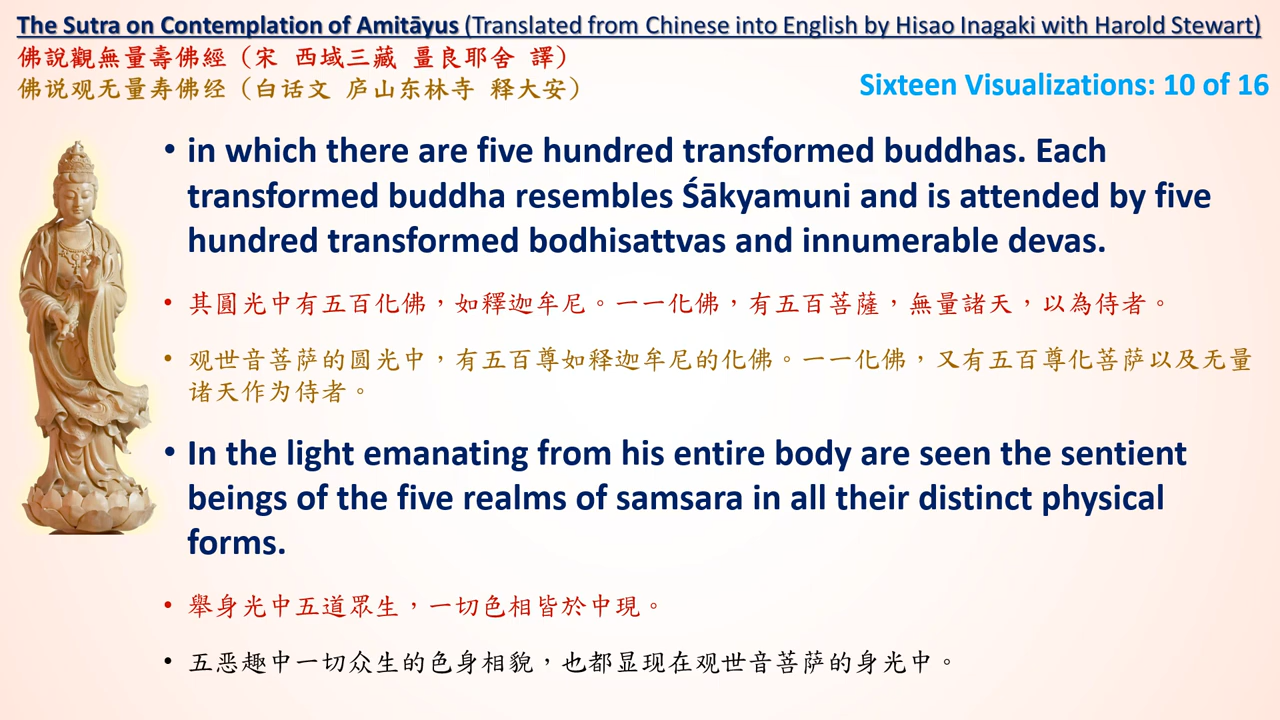 The Sutra on Contemplation of Amitāyus (Translated from Chinese into English by Hisao Inagaki with Harold Stewart)
佛說觀無量壽佛經（宋 西域三藏 畺良耶舍 譯）
佛说观无量寿佛经（白话文 庐山东林寺 释大安）
Sixteen Visualizations: 10 of 16
• in which there are five hundred transformed buddhas. Each
transformed buddha resembles Śākyamuni and is attended by five
hundred transformed bodhisattvas and innumerable devas.
• 其圓光中有五百化佛，如釋迦牟尼。一一化佛，有五百菩薩，無量諸天，以為侍者。
• 观世音菩萨的圆光中，有五百尊如释迦牟尼的化佛。一一化佛，又有五百尊化菩萨以及无量
诸天作为侍者。
• In the light emanating from his entire body are seen the sentient
beings of the five realms of samsara in all their distinct physical
forms.
• 舉身光中五道眾生，一切色相皆於中現。
• 五恶趣中一切众生的色身相貌，也都显现在观世音菩萨的身光中。